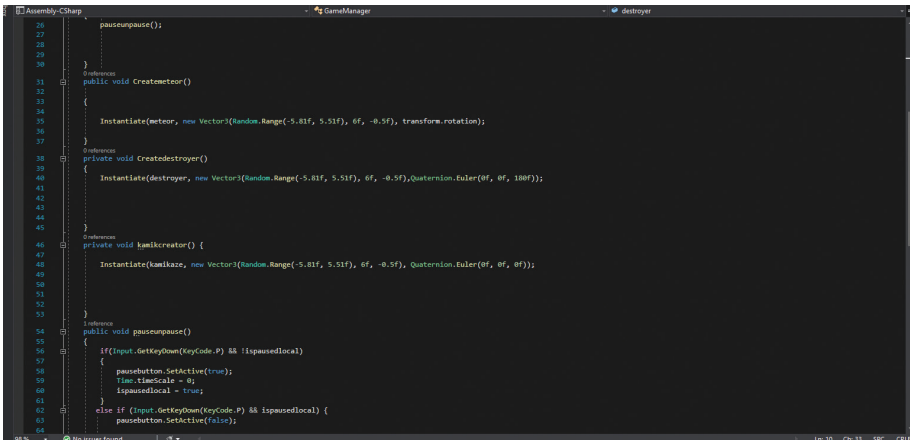 Assembly-CSharp GameManager destroyer
26 pauseunpause();
27
28
29
30 }
0 references
31 public void Createmeteor()
32
33 {
34
35 Instantiate(meteor, new Vector3(Random.Range(-5.81f, 5.51f), 6f, -0.5f), transform.rotation);
36
37 }
0 references
38 private void Createdestroyer()
39 {
40 Instantiate(destroyer, new Vector3(Random.Range(-5.81f, 5.51f), 6f, -0.5f),Quaternion.Euler(0f, 0f, 180f));
41
42
43
44
45 }
0 references
46 private void kamikcreator() {
47
48 Instantiate(kamikaze, new Vector3(Random.Range(-5.81f, 5.51f), 6f, -0.5f), Quaternion.Euler(0f, 0f, 0f));
49
50
51
52
53 }
1 reference
54 public void pauseunpause()
55 {
56 if(Input.GetKeyDown(KeyCode.P) && !ispausedlocal)
57 {
58 pausebutton.SetActive(true);
59 Time.timeScale = 0;
60 ispausedlocal = true;
61 }
62 else if (Input.GetKeyDown(KeyCode.P) && ispausedlocal) {
63 pausebutton.SetActive(false);
64
No issues found Ln: 10 Ch: 33 SPC CRLF